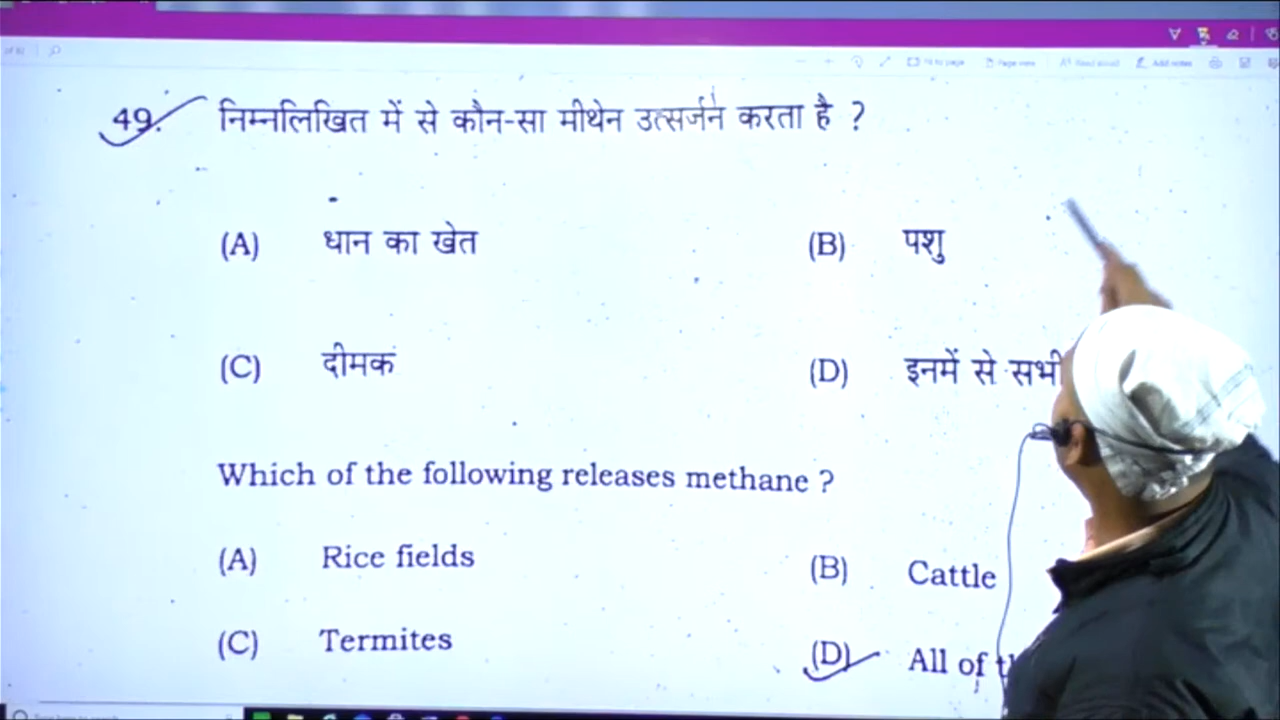 49. निम्नलिखित में से कौन-सा मीथेन उत्सर्जन करता है ?
(A) धान का खेत (B) पशु
(C) दीमक (D) इनमें से सभी
Which of the following releases methane ?
(A) Rice fields (B) Cattle
(C) Termites (D) All of